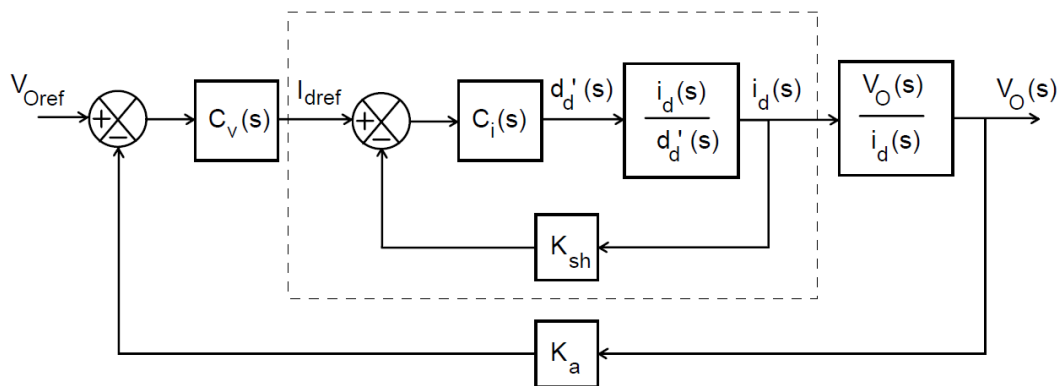 V_Oref
+
−
C_v(s)
I_dref
+
−
C_i(s)
d_d'(s)
i_d(s)
d_d'(s)
i_d(s)
V_O(s)
i_d(s)
V_O(s)
K_sh
K_a